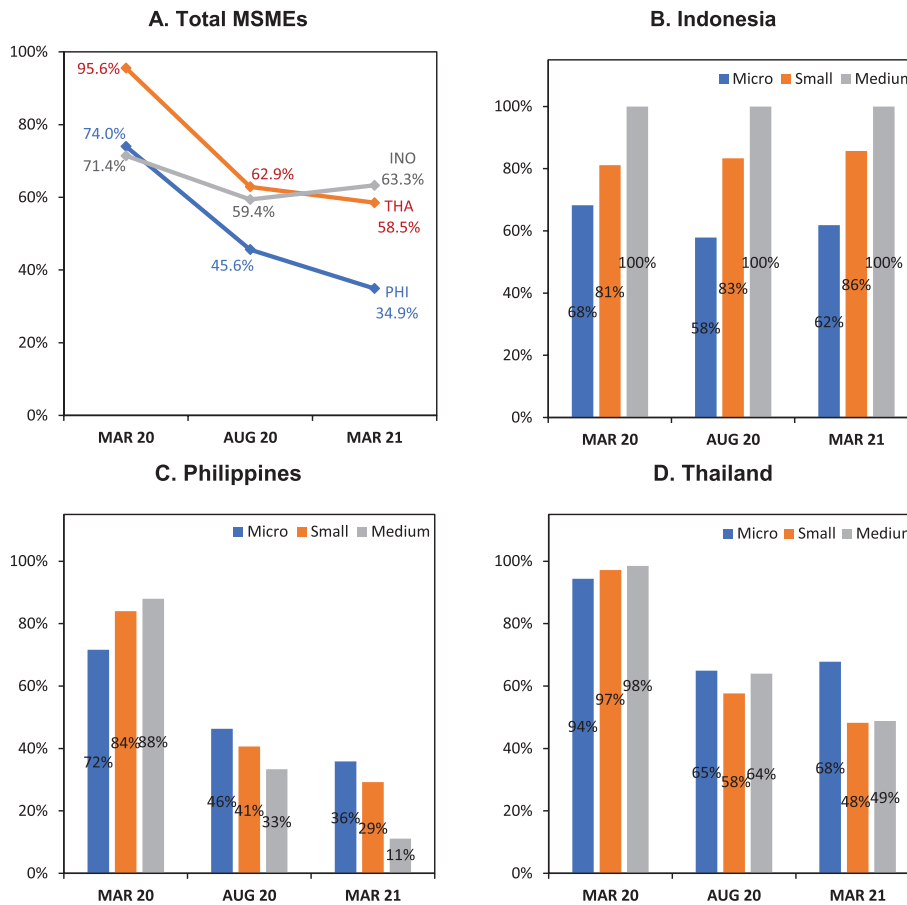 A. Total MSMEs
100%
80%
60%
40%
20%
0%
95.6%
74.0%
71.4%
62.9%
59.4%
45.6%
INO
63.3%
THA
58.5%
PHI
34.9%
MAR 20 AUG 20 MAR 21
B. Indonesia
Micro Small Medium
100%
80%
60%
40%
20%
0%
68% 81% 100%
58% 83% 100%
62% 86% 100%
MAR 20 AUG 20 MAR 21
C. Philippines
Micro Small Medium
100%
80%
60%
40%
20%
0%
72% 84% 88%
46% 41% 33%
36% 29% 11%
MAR 20 AUG 20 MAR 21
D. Thailand
Micro Small Medium
100%
80%
60%
40%
20%
0%
94% 97% 98%
65% 58% 64%
68% 48% 49%
MAR 20 AUG 20 MAR 21